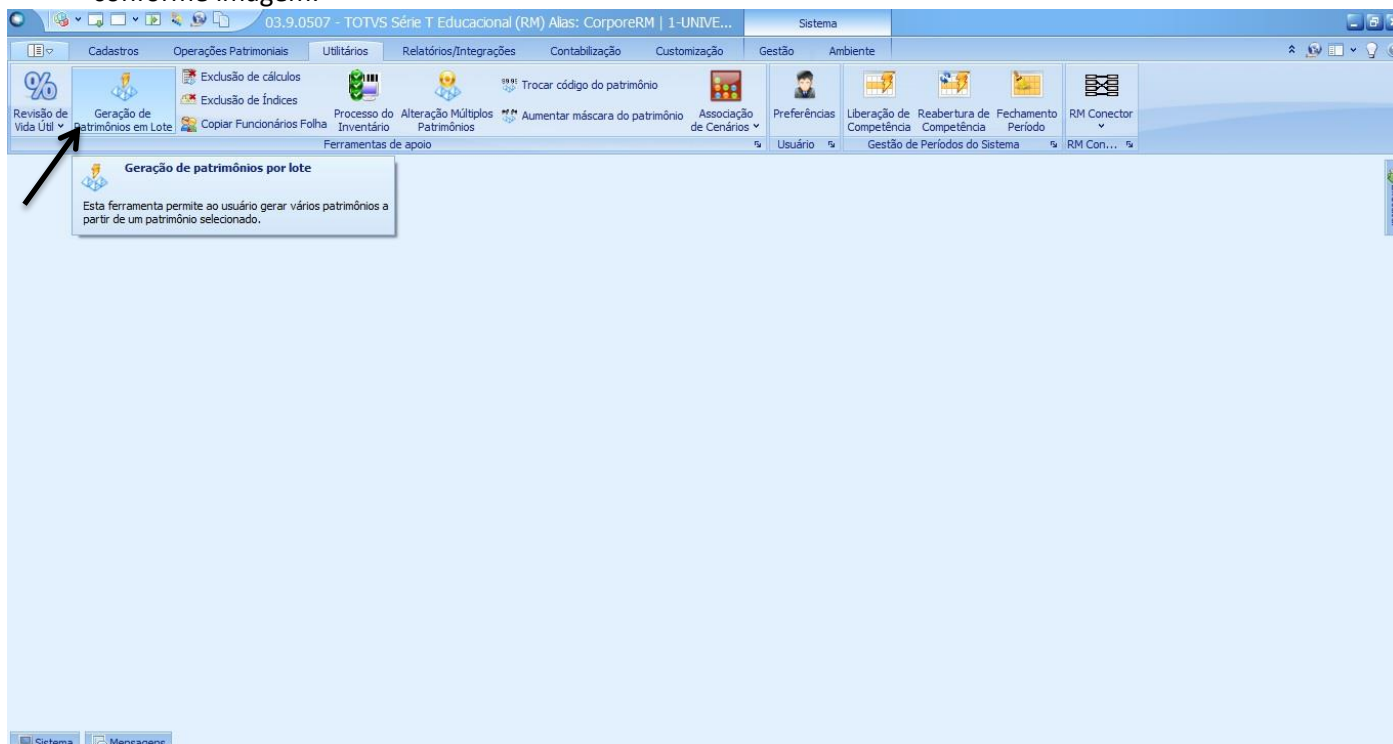 conforme imagem:
03.9.0507 - TOTVS Série T Educacional (RM) Alias: CorporeRM | 1-UNIVE...
Sistema
Cadastros Operações Patrimoniais Utilitários Relatórios/Integrações Contabilização Customização Gestão Ambiente
Revisão de Vida Útil
Geração de Patrimônios em Lote
Exclusão de cálculos
Exclusão de Índices
Copiar Funcionários Folha
Processo do Inventário
Alteração Múltiplos Patrimônios
Trocar código do patrimônio
Aumentar máscara do patrimônio
Associação de Cenários
Preferências
Liberação de Competência
Reabertura de Competência
Fechamento Período
RM Conector
Ferramentas de apoio
Usuário
Gestão de Períodos do Sistema
RM Con...
Geração de patrimônios por lote
Esta ferramenta permite ao usuário gerar vários patrimônios a
partir de um patrimônio selecionado.
Sistema Mensagens